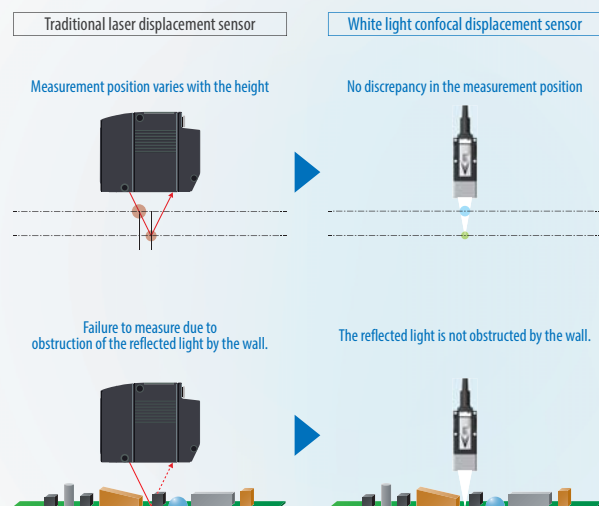 Traditional laser displacement sensor
White light confocal displacement sensor
Measurement position varies with the height
No discrepancy in the measurement position
Failure to measure due to
obstruction of the reflected light by the wall.
The reflected light is not obstructed by the wall.